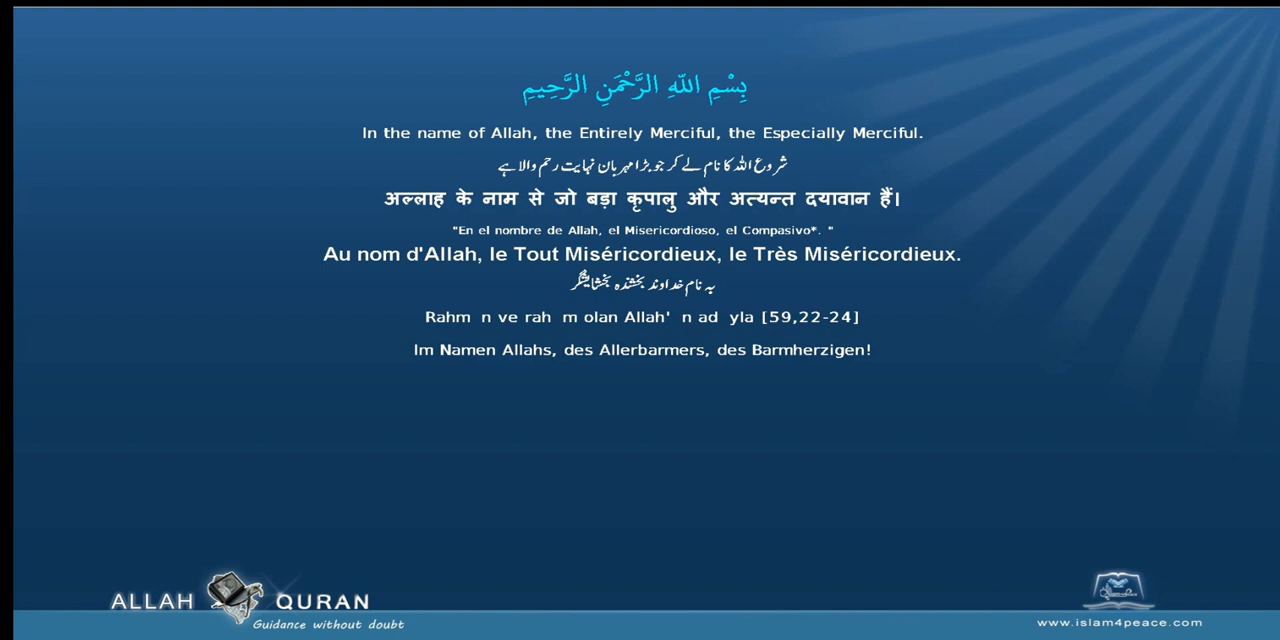 بِسْمِ اللّٰهِ الرَّحْمَنِ الرَّحِيمِ
In the name of Allah, the Entirely Merciful, the Especially Merciful.
شروع اللہ کا نام لے کر جو بڑا مہربان نہایت رحم والا ہے
अल्लाह के नाम से जो बड़ा कृपालु और अत्यन्त दयावान हैं।
"En el nombre de Allah, el Misericordioso, el Compasivo*. "
Au nom d'Allah, le Tout Miséricordieux, le Très Miséricordieux.
به نام خداوند بخشنده بخشایشگر
Rahm n ve rah m olan Allah' n ad yla [59,22-24]
Im Namen Allahs, des Allerbarmers, des Barmherzigen!
ALLAH QURAN
Guidance without doubt
www.islam4peace.com